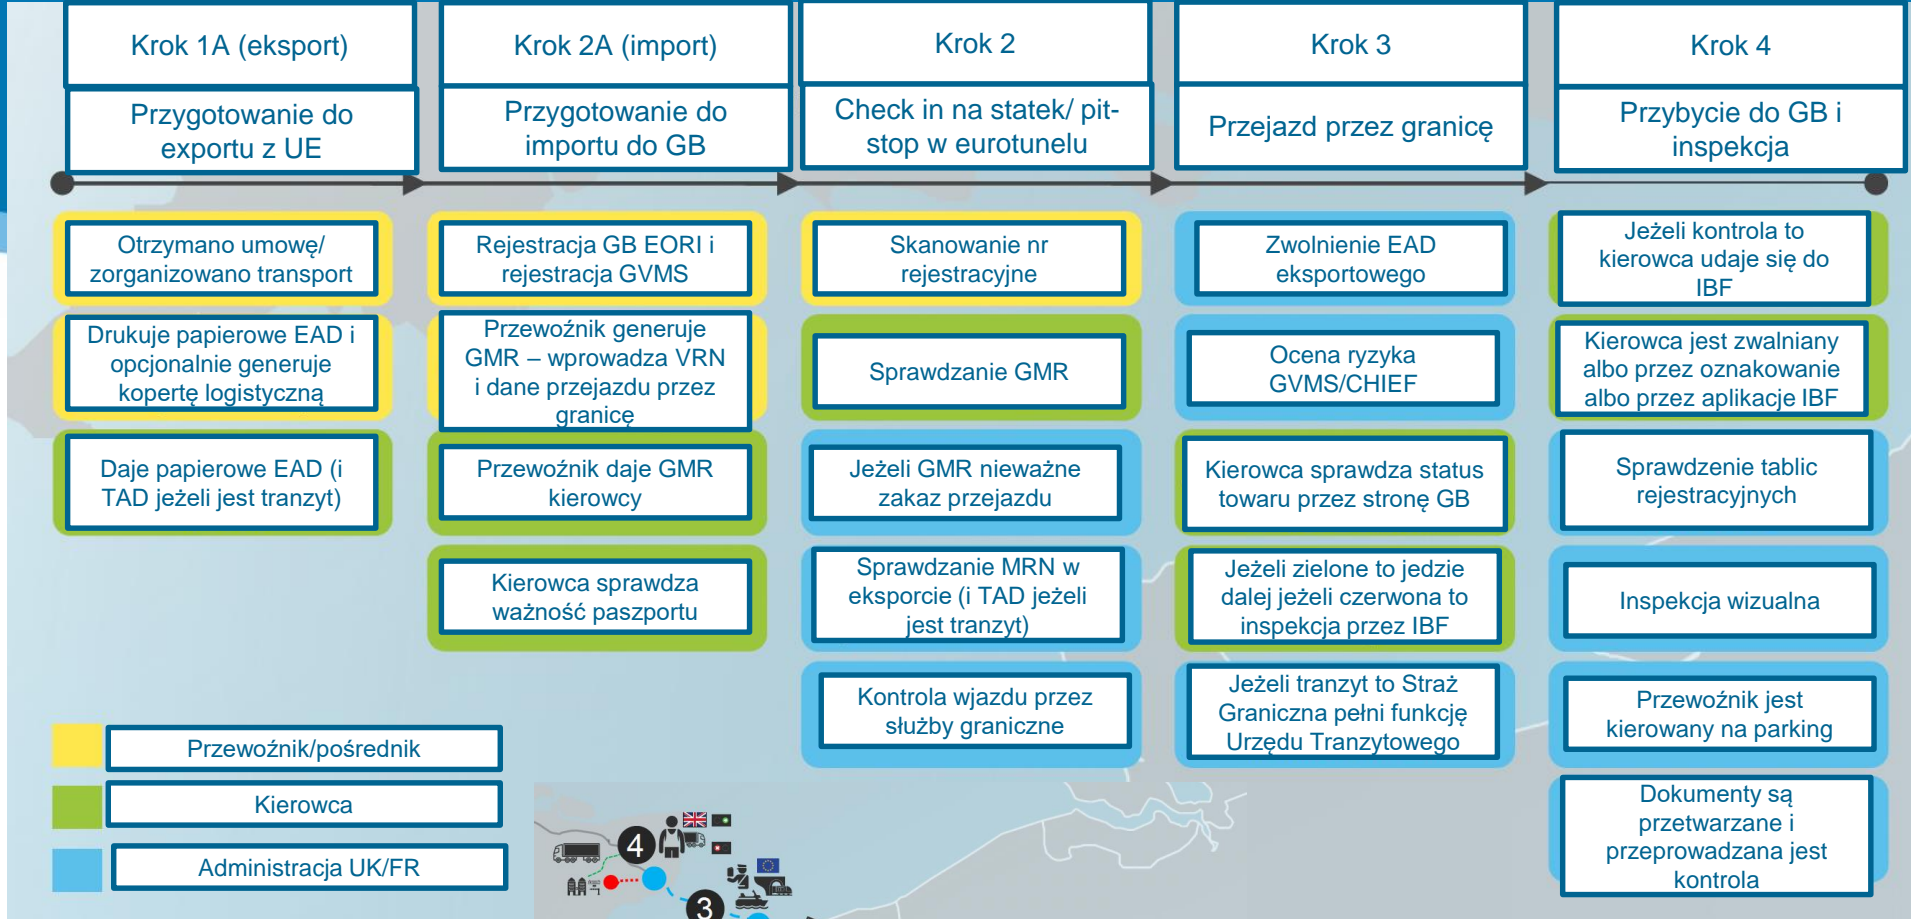 Krok 1A (eksport)
Przygotowanie do
exportu z UE
Krok 2A (import)
Przygotowanie do
importu do GB
Krok 2
Check in na statek/ pit-
stop w eurotunelu
Krok 3
Przejazd przez granicę
Krok 4
Przybycie do GB i
inspekcja
Otrzymano umowę/
zorganizowano transport
Drukuje papierowe EAD i
opcjonalnie generuje
kopertę logistyczną
Daje papierowe EAD (i
TAD jeżeli jest tranzyt)
Rejestracja GB EORI i
rejestracja GVMS
Przewoźnik generuje
GMR – wprowadza VRN
i dane przejazdu przez
granicę
Przewoźnik daje GMR
kierowcy
Kierowca sprawdza
ważność paszportu
Skanowanie nr
rejestracyjne
Sprawdzanie GMR
Jeżeli GMR nieważne
zakaz przejazdu
Sprawdzanie MRN w
eksporcie (i TAD jeżeli
jest tranzyt)
Kontrola wjazdu przez
służby graniczne
Zwolnienie EAD
eksportowego
Ocena ryzyka
GVMS/CHIEF
Kierowca sprawdza status
towaru przez stronę GB
Jeżeli zielone to jedzie
dalej jeżeli czerwona to
inspekcja przez IBF
Jeżeli tranzyt to Straż
Graniczna pełni funkcję
Urzędu Tranzytowego
Jeżeli kontrola to
kierowca udaje się do
IBF
Kierowca jest zwalniany
albo przez oznakowanie
albo przez aplikacje IBF
Sprawdzenie tablic
rejestracyjnych
Inspekcja wizualna
Przewoźnik jest
kierowany na parking
Dokumenty są
przetwarzane i
przeprowadzana jest
kontrola
Przewoźnik/pośrednik
Kierowca
Administracja UK/FR
4
3